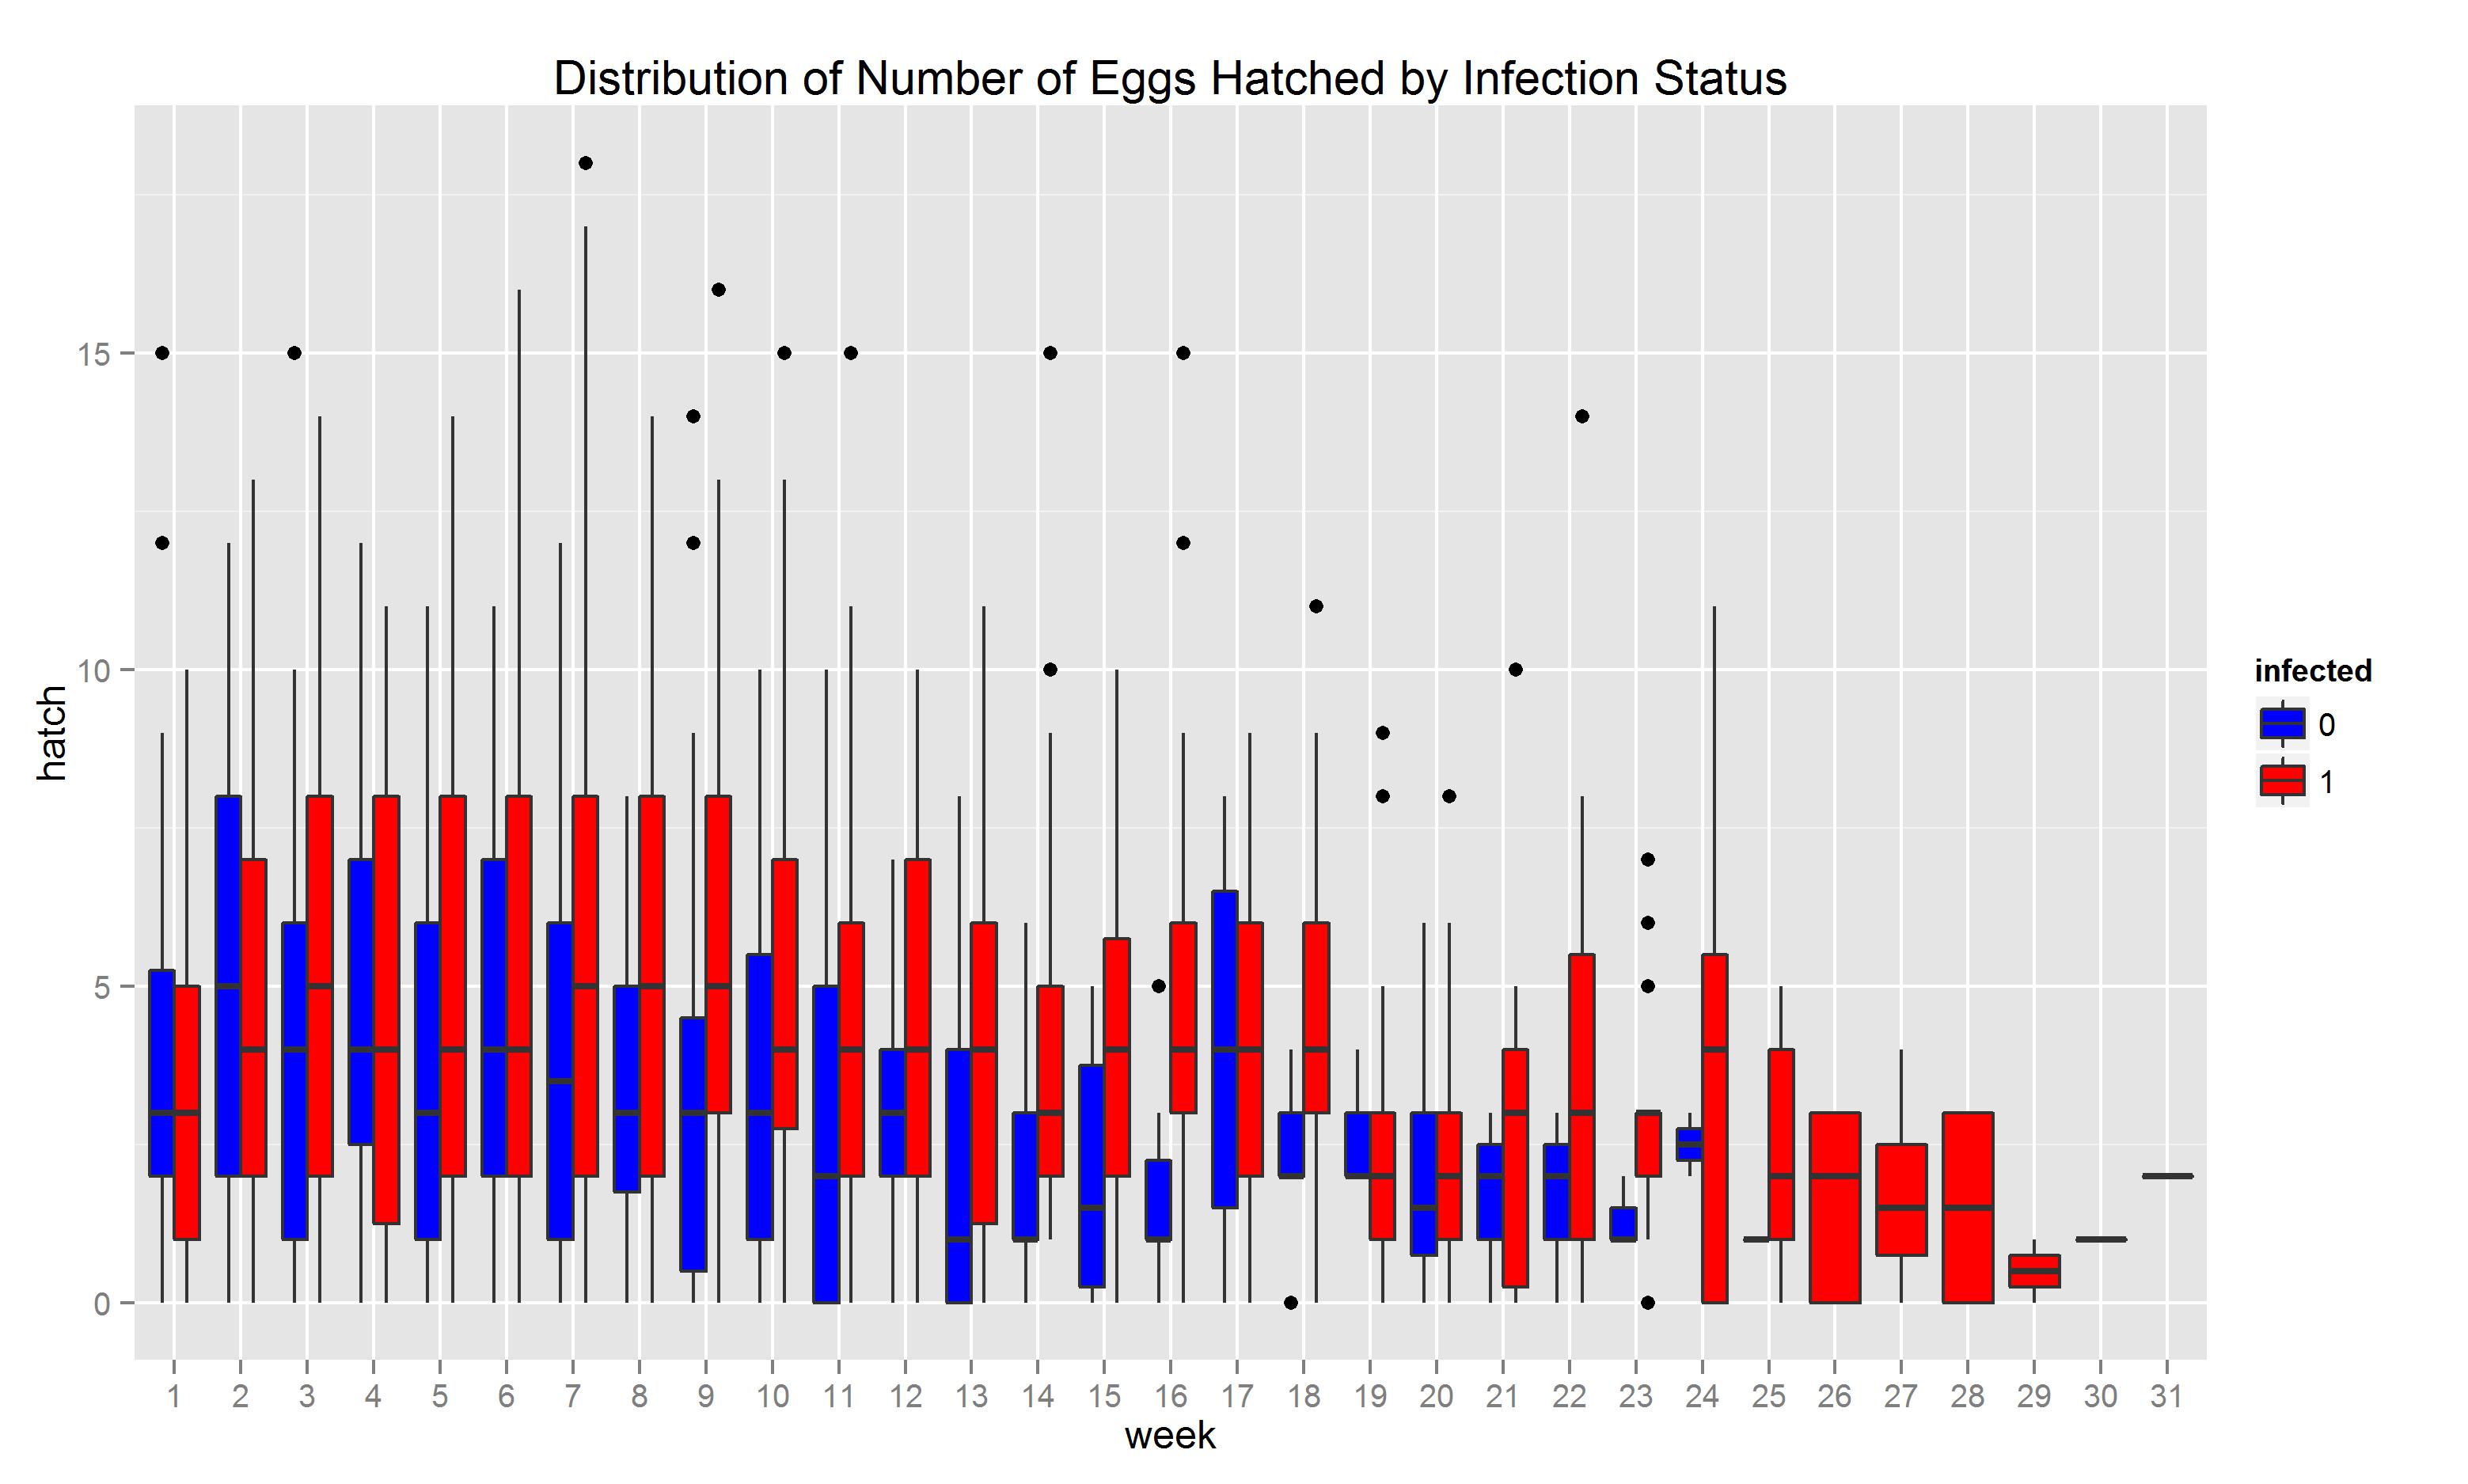 Distribution of Number of Eggs Hatched by Infection Status
hatch
15
10
5
0
1 2 3 4 5 6 7 8 9 10 11 12 13 14 15 16 17 18 19 20 21 22 23 24 25 26 27 28 29 30 31
week
infected
0
1